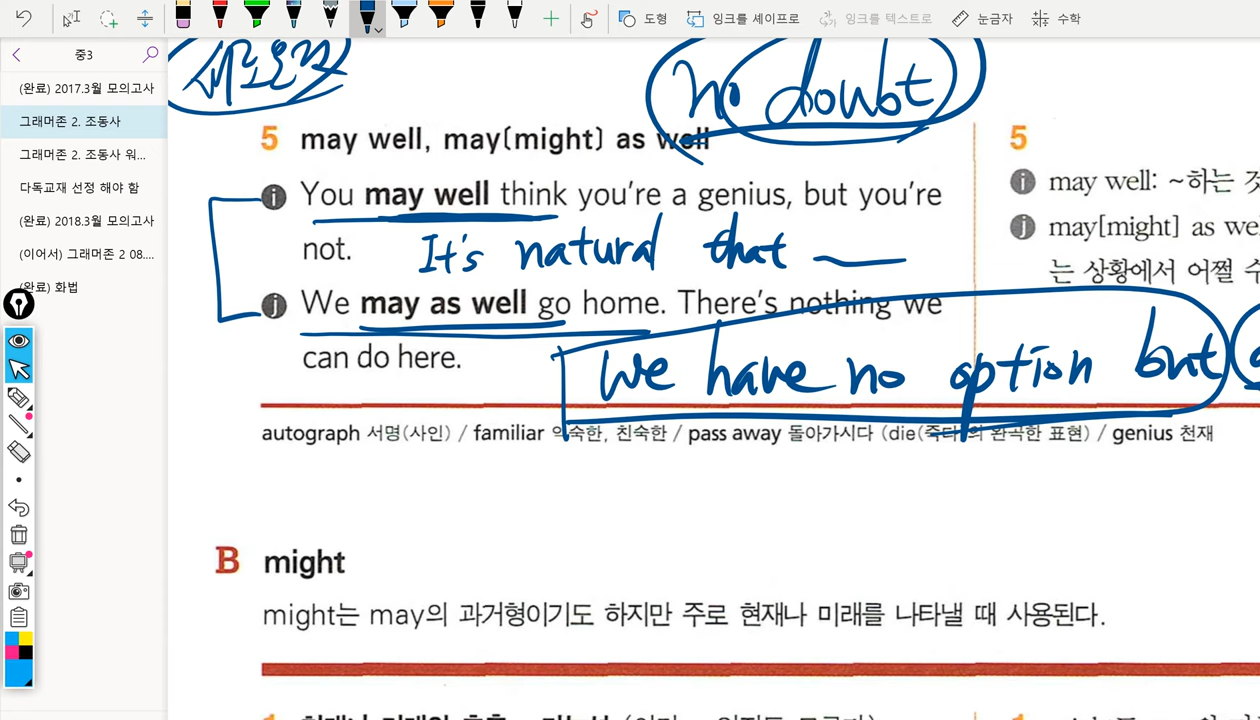 도형
잉크를 셰이프로
잉크를 텍스트로
눈금자
수학
중3
(완료) 2017.3월 모의고사
그래머존 2. 조동사
그래머존 2. 조동사 워...
다독교재 선정 해야 함
(완료) 2018.3월 모의고사
(이어서) 그래머존 2 08....
(완료) 화법
no doubt
5 may well, may(might) as well
i You may well think you're a genius, but you're
not.
It's natural that
j We may as well go home. There's nothing we
can do here.
We have no option but
autograph 서명(사인) / familiar 익숙한, 친숙한 / pass away 돌아가시다 (die(죽다)의 완곡한 표현) / genius 천재
5
i may well: ~하는 것
j may[might] as we
는 상황에서 어쩔 수
B might
might는 may의 과거형이기도 하지만 주로 현재나 미래를 나타낼 때 사용된다.
1
1